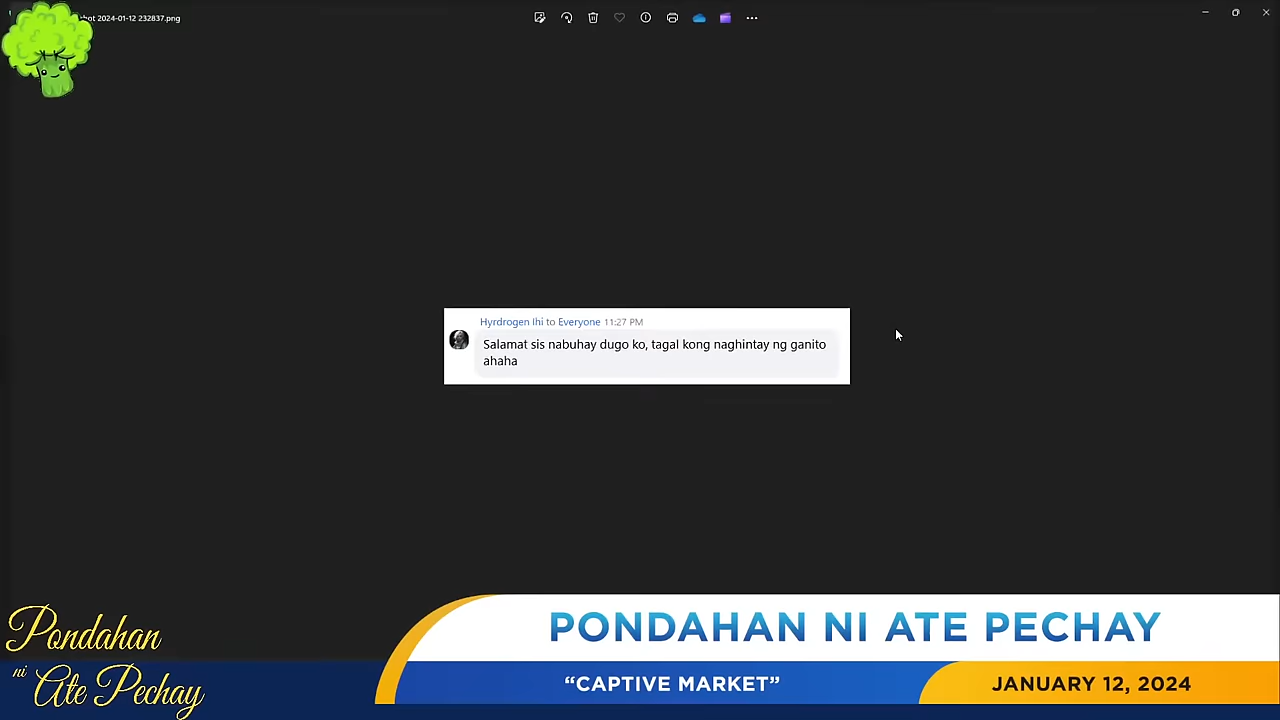 hot 2024-01-12 232837.png
Hyrdrogen Ihi to Everyone 11:27 PM
Salamat sis nabuhay dugo ko, tagal kong naghintay ng ganito
ahaha
PONDAHAN NI ATE PECHAY
Pondahan
ni Ate Pechay
“CAPTIVE MARKET”
JANUARY 12, 2024